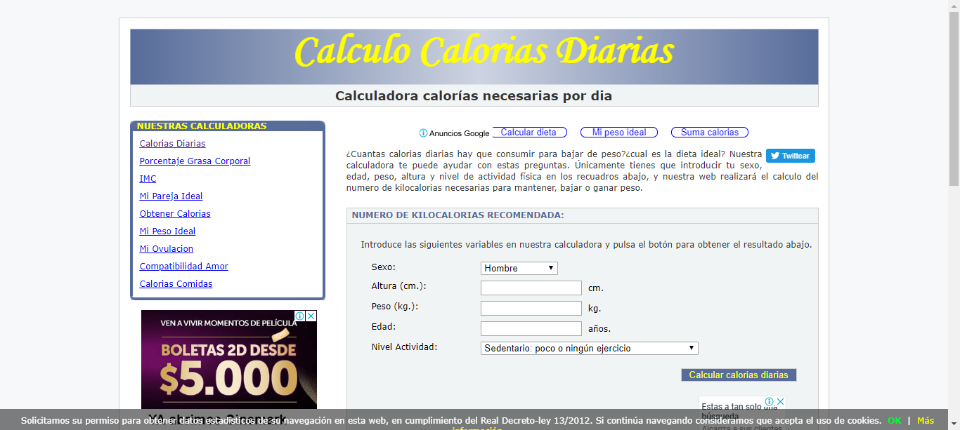 Calculo Calorias Diarias
Calculadora calorías necesarias por dia
NUESTRAS CALCULADORAS
Calorias Diarias
Porcentaje Grasa Corporal
IMC
Mi Pareja Ideal
Obtener Calorias
Mi Peso Ideal
Mi Ovulacion
Compatibilidad Amor
Calorias Comidas
VEN A VIVIR MOMENTOS DE PELÍCULA
BOLETAS 2D DESDE
$5.000
Anuncios Google
Calcular dieta
Mi peso ideal
Suma calorias
¿Cuantas calorias diarias hay que consumir para bajar de peso?¿cual es la dieta ideal? Nuestra
Twittear
calculadora te puede ayudar con estas preguntas. Únicamente tienes que introducir tu sexo,
edad, peso, altura y nivel de actividad física en los recuadros abajo, y nuestra web realizará el calculo del
numero de kilocalorias necesarias para mantener, bajar o ganar peso.
NUMERO DE KILOCALORIAS RECOMENDADA:
Introduce las siguientes variables en nuestra calculadora y pulsa el botón para obtener el resultado abajo.
Sexo: Hombre
Altura (cm.): cm.
Peso (kg.): kg.
Edad: años.
Nivel Actividad: Sedentario: poco o ningún ejercicio
Calcular calorias diarias
Estas a tan solo una
búsqueda
Solicitamos su permiso para obtener datos estadísticos de su navegación en esta web, en cumplimiento del Real Decreto-ley 13/2012. Si continúa navegando consideramos que acepta el uso de cookies. OK | Más
información